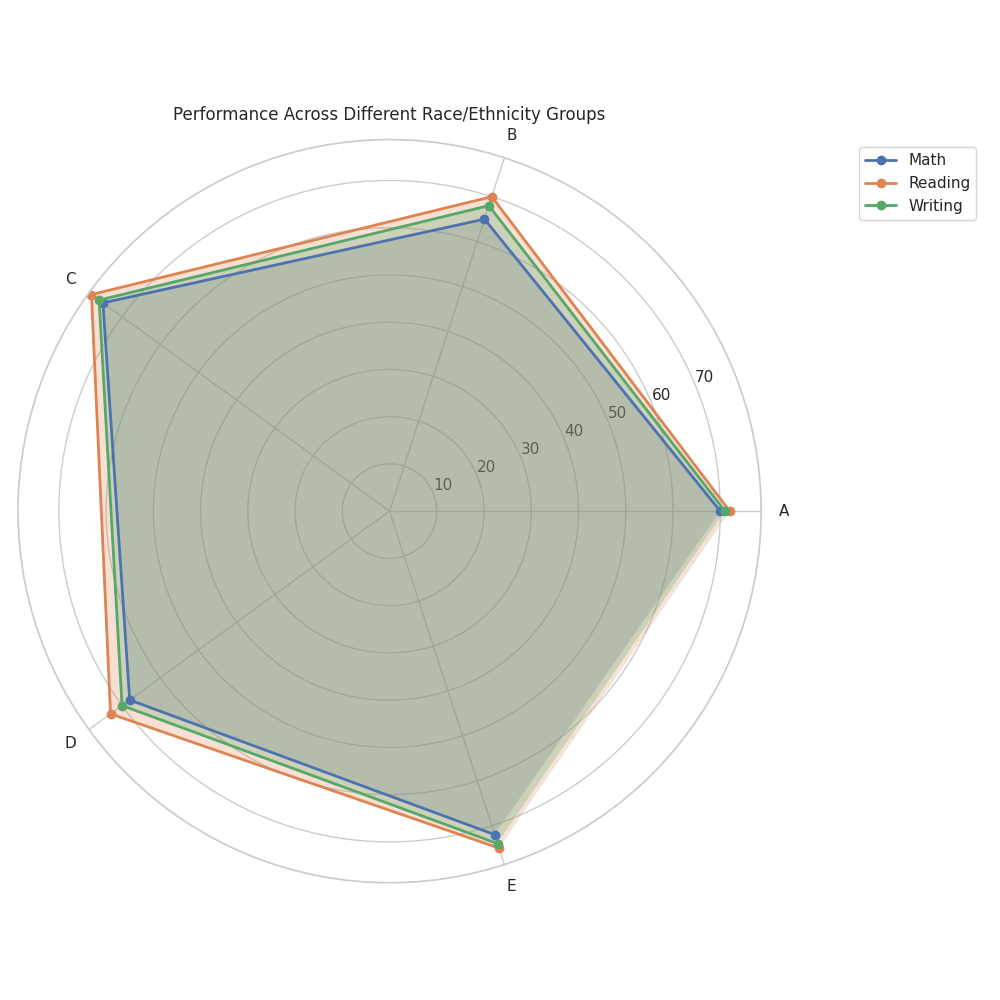 Performance Across Different Race/Ethnicity Groups
B
Math
Reading
Writing
C
70
60
50
40
30
20
10
A
D
E